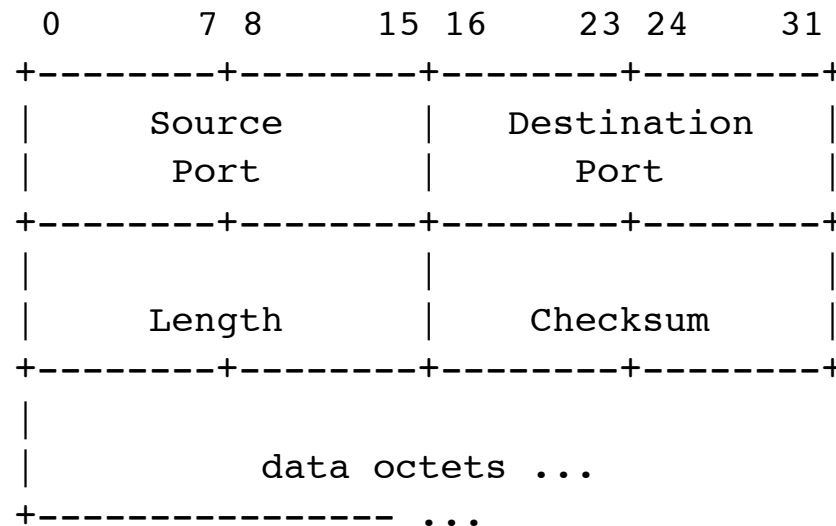 0      7 8     15 16    23 24    31
+--------+--------+--------+--------+
|     Source      |   Destination   |
|      Port       |      Port       |
+--------+--------+--------+--------+
|                 |                 |
|     Length      |    Checksum     |
+--------+--------+--------+--------+
|
|          data octets ...
+---------------- ...